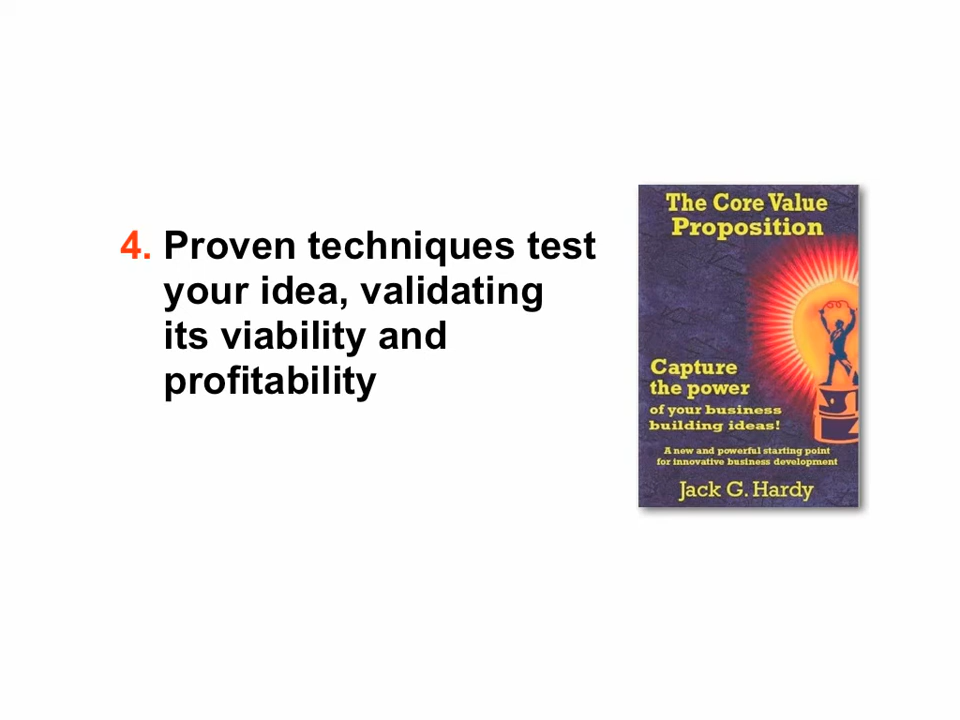 4. Proven techniques test
your idea, validating
its viability and
profitability
The Core Value
Proposition
Capture
the power
of your business
building ideas!
A new and powerful starting point
for innovative business development
Jack G. Hardy